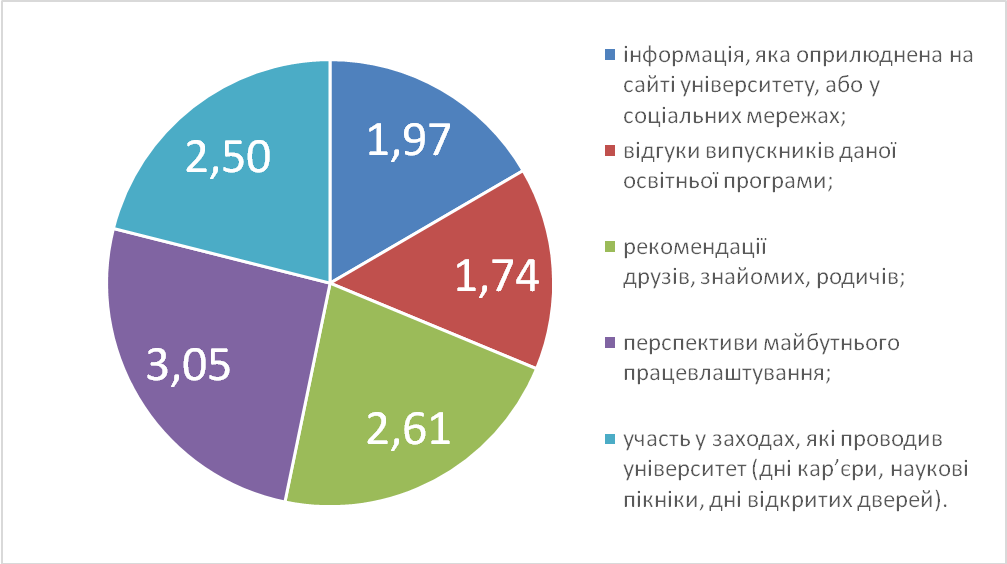 1,97
1,74
2,61
3,05
2,50
інформація, яка оприлюднена на
сайті університету, або у
соціальних мережах;
відгуки випускників даної
освітньої програми;
рекомендації
друзів, знайомих, родичів;
перспективи майбутнього
працевлаштування;
участь у заходах, які проводив
університет (дні кар’єри, наукові
пікніки, дні відкритих дверей).